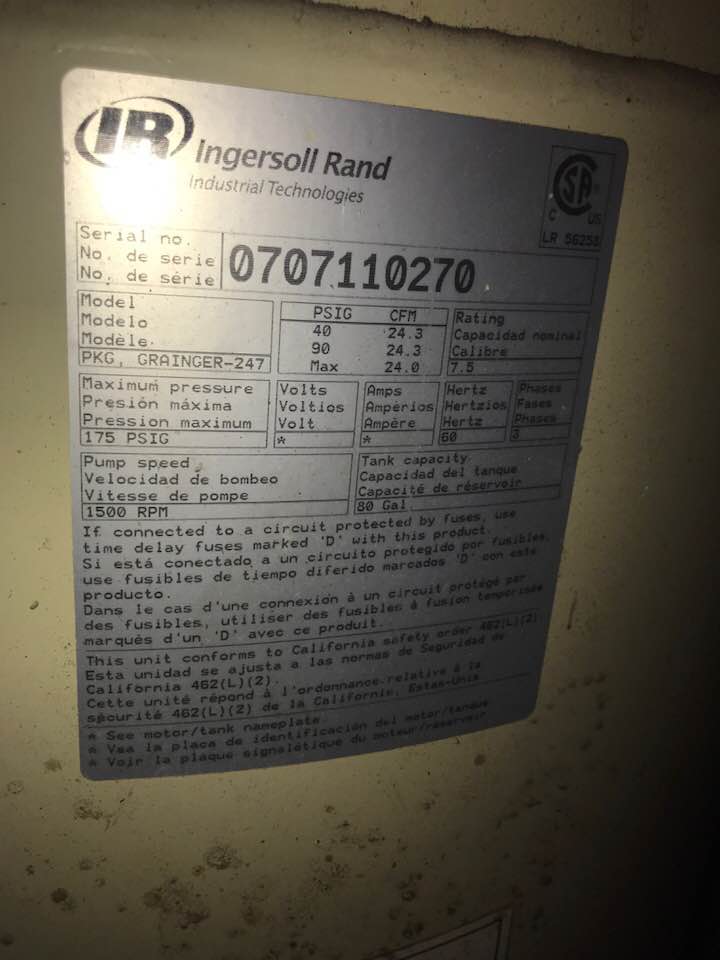 IR Ingersoll Rand
Industrial Technologies
SA
C US
LR 56253
Serial no.
No. de serie
No. de série
0707110270
Model
Modelo
Modèle
PKG, GRAINGER-247
PSIG CFM
40 24.3
90 24.3
Max 24.0
Rating
Capacidad nominal
Calibre
7.5
Maximum pressure
Presión máxima
Pression maximum
175 PSIG
Volts
Voltios
Volt
*
Amps
Ampérios
Ampère
*
Hertz
Hertzios
Hertz
60
Phases
Fases
Phases
3
Pump speed
Velocidad de bombeo
Vitesse de pompe
1500 RPM
Tank capacity
Capacidad del tanque
Capacité de réservoir
80 Gal
If connected to a circuit protected by fuses, use
time delay fuses marked 'D' with this product.
Si está conectado a un circuito protegido por fusibles,
use fusibles de tiempo diferido marcados 'D' con este
producto.
Dans le cas d'une connexion à un circuit protégé par
des fusibles, utiliser des fusibles à fusion temporisée
marqués d'un 'D' avec ce produit.
This unit conforms to California safety order 462(L)(2)
Esta unidad se ajusta a las normas de Seguridad de
California 462(L)(2).
Cette unité répond à l'ordonnance relative à la
sécurité 462(L)(2) de la Californie, Etats-Unis
* See motor/tank nameplate
* Vea la placa de identificación del motor/tanque
* Voir la plaque signalétique du moteur/réservoir